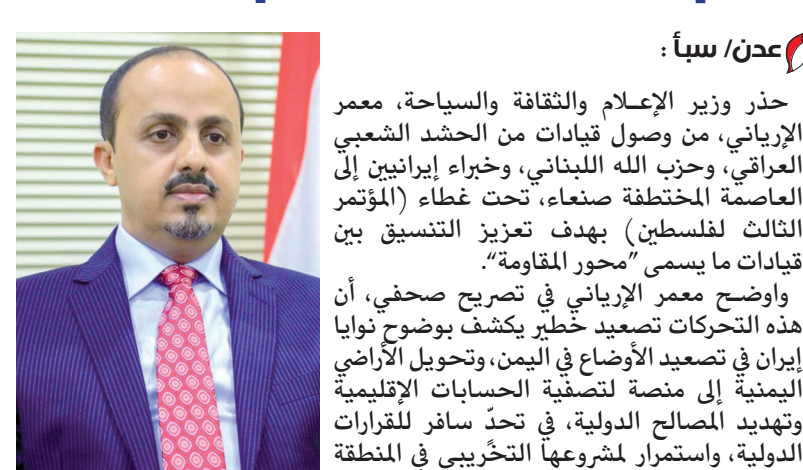 عدن/ سبأ :
حذر وزير الإعـلام والثقافة والسياحة، معمر
الإرياني، من وصول قيادات من الحشد الشعبي
العراقي، وحزب الله اللبناني، وخبراء إيرانيين إلى
العاصمة المختطفة صنعاء، تحت غطاء (المؤتمر
الثالث لفلسطين) بهدف تعزيز التنسيق بين
قيادات ما يسمى "محور المقاومة".
واوضـح معمر الإرياني في تصريح صحفي، أن
هذه التحركات تصعيد خطير يكشف بوضوح نوايا
إيران في تصعيد الأوضاع في اليمن، وتحويل الأراضي
اليمنية إلى منصة لتصفية الحسابات الإقليمية
وتهديد المصالح الدولية، في تحدّ سافر للقرارات
الدولية، واستمرار لمشروعها التخريبي في المنطقة